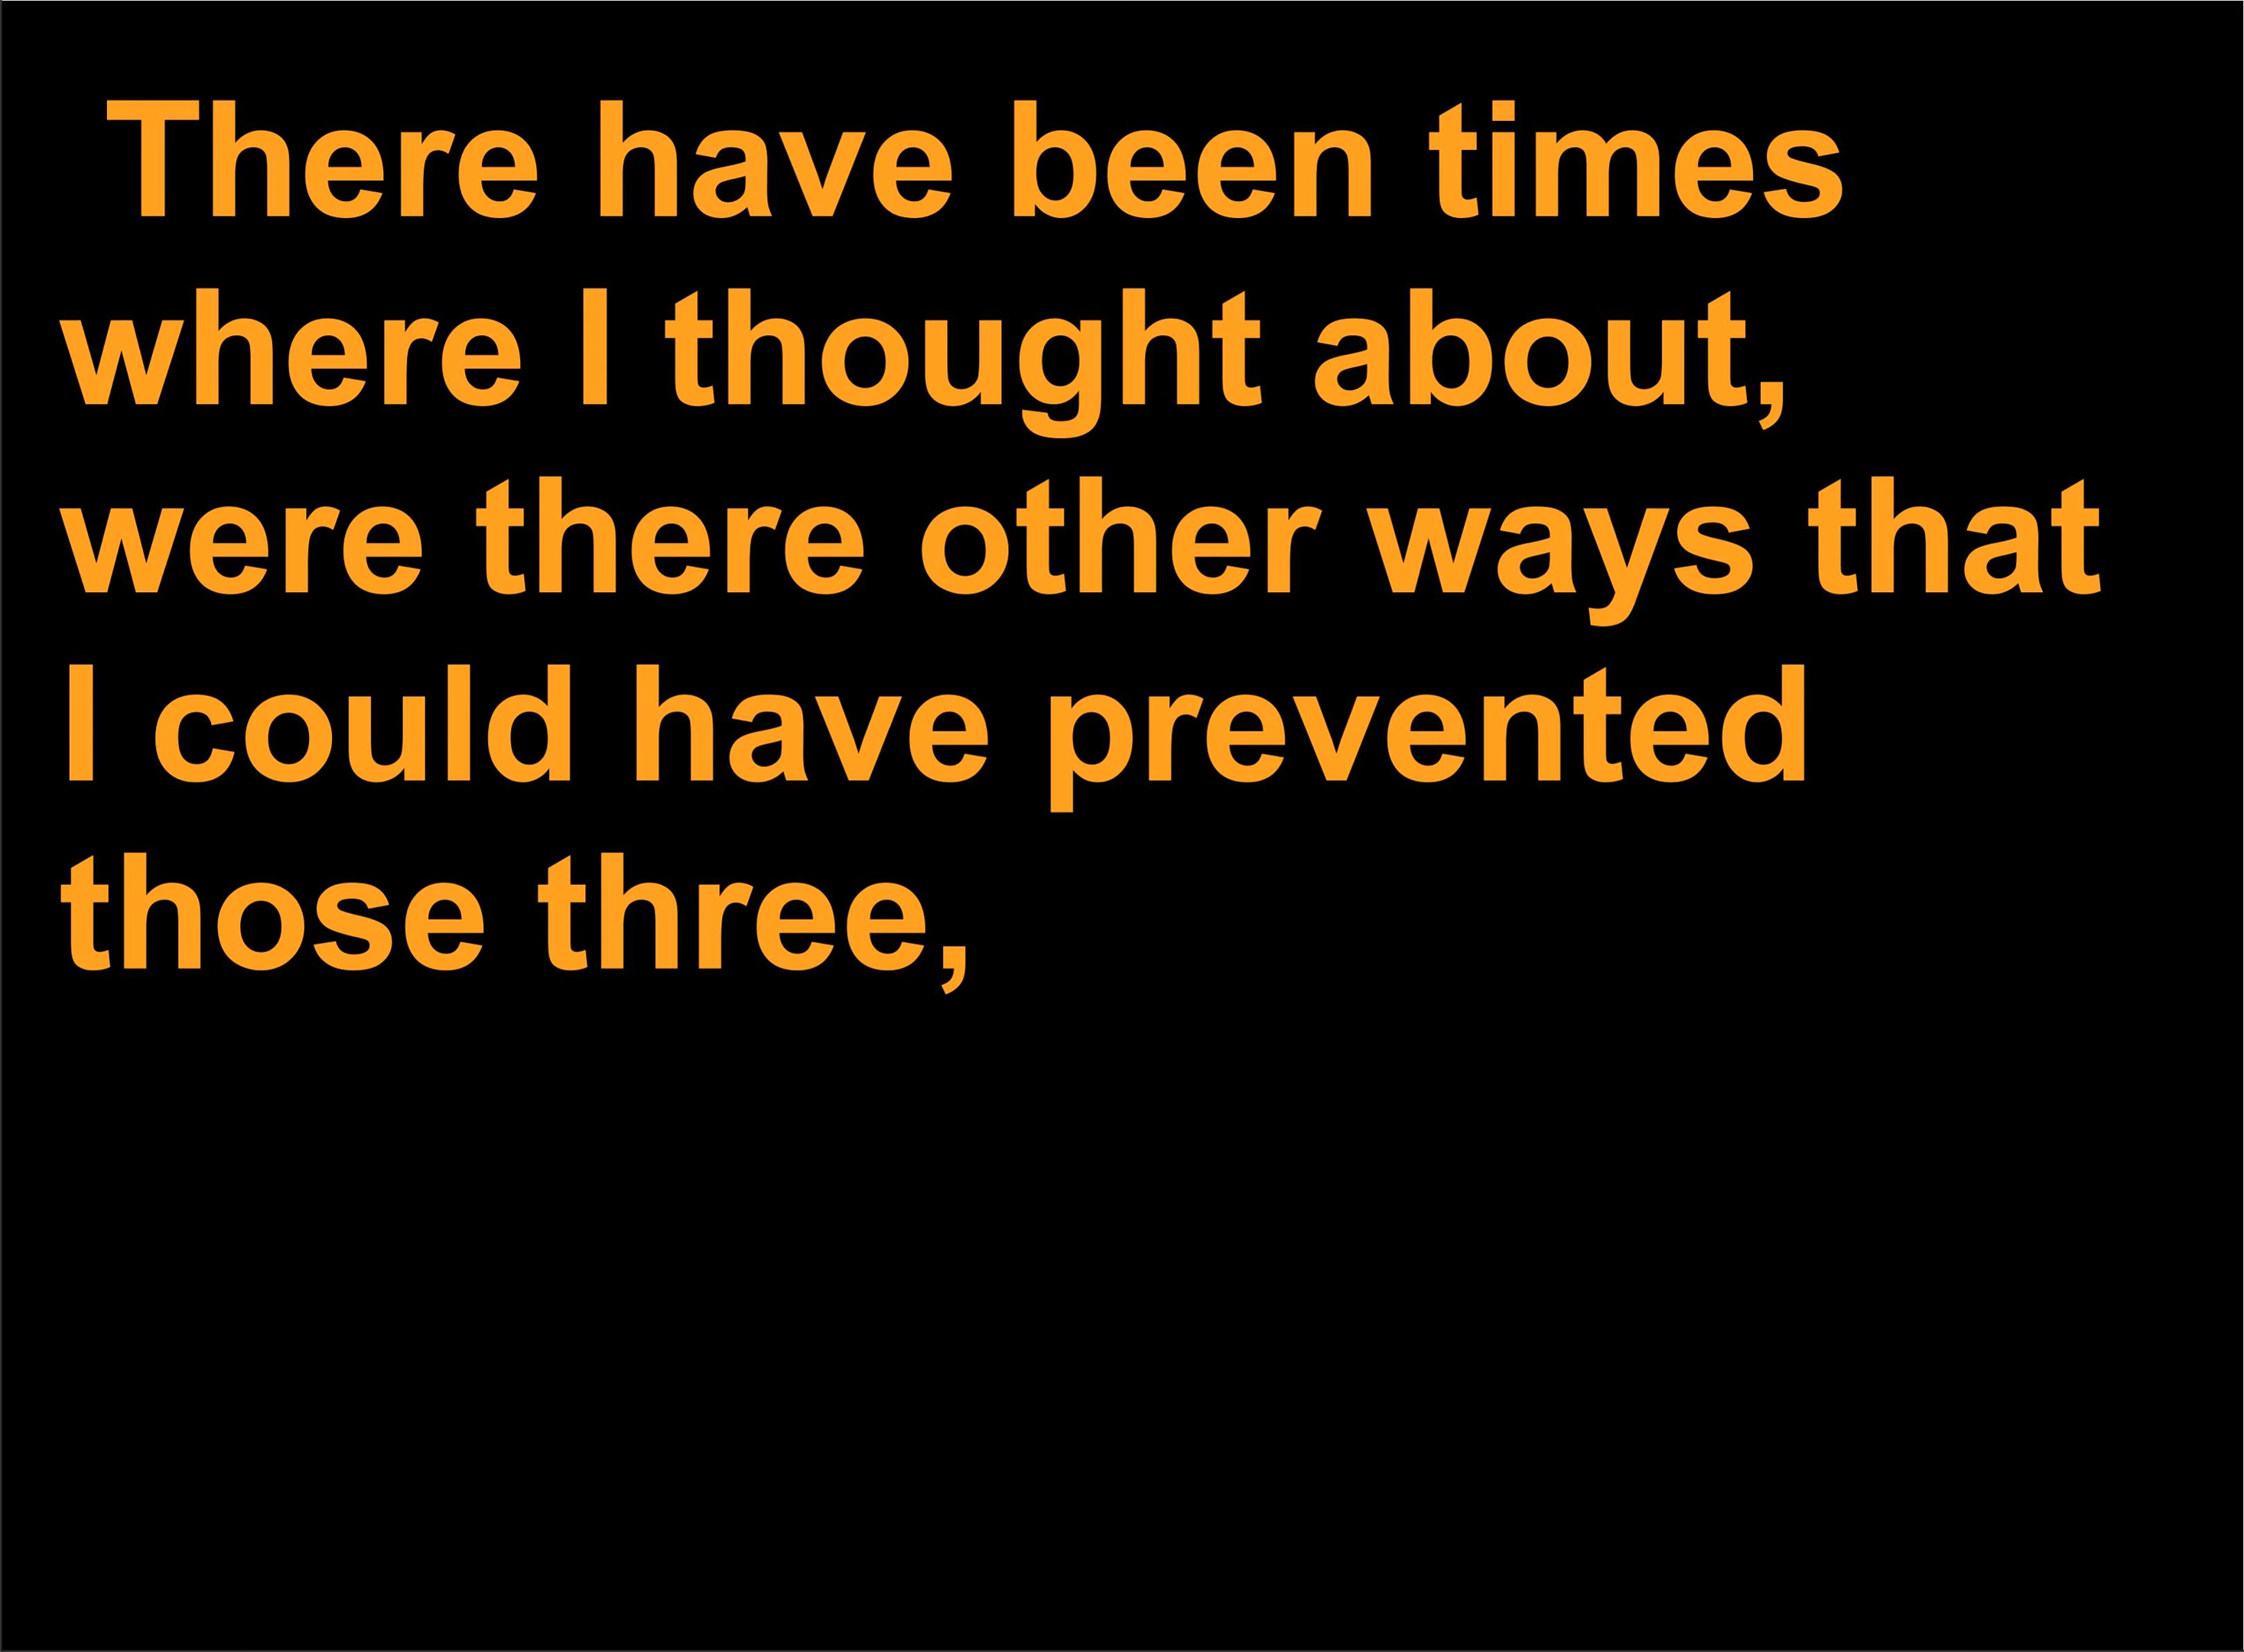 There have been times
where I thought about,
were there other ways that
I could have prevented
those three,